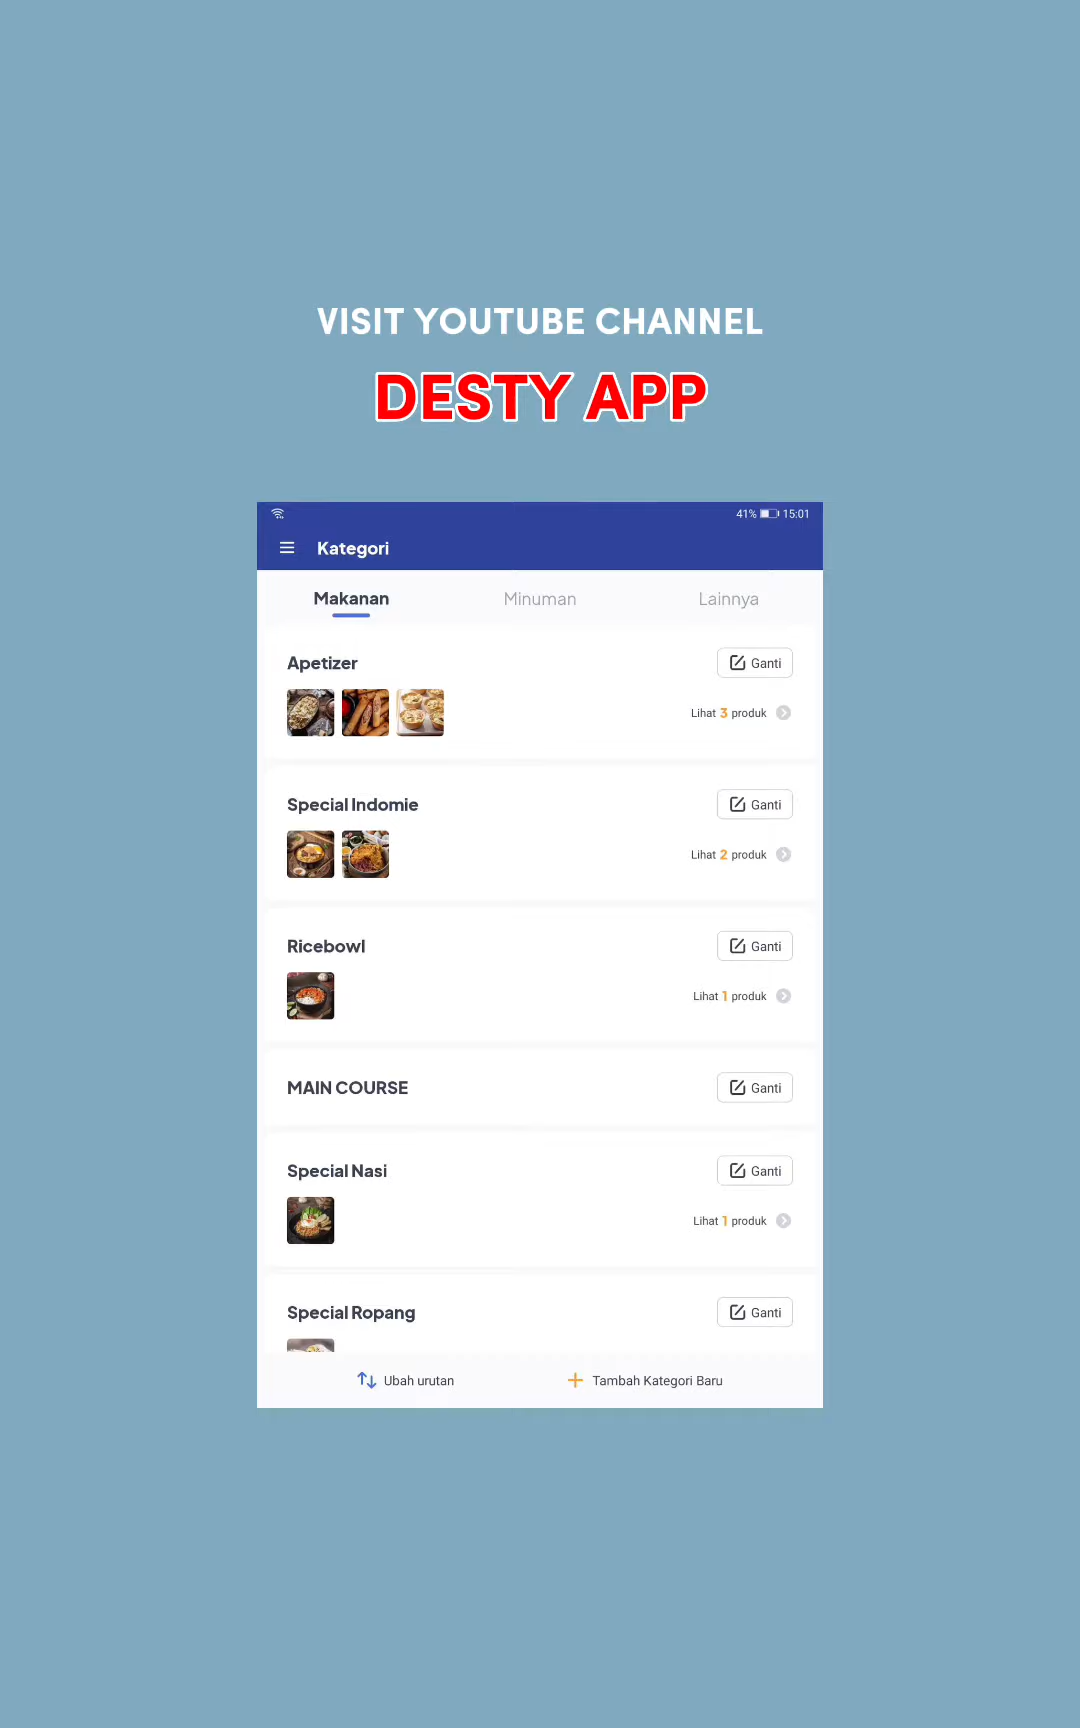 VISIT YOUTUBE CHANNEL
DESTY APP
41% 15:01
Kategori
Makanan Minuman Lainnya
Apetizer Ganti
Lihat 3 produk
Special Indomie Ganti
Lihat 2 produk
Ricebowl Ganti
Lihat 1 produk
MAIN COURSE Ganti
Special Nasi Ganti
Lihat 1 produk
Special Ropang Ganti
Ubah urutan Tambah Kategori Baru